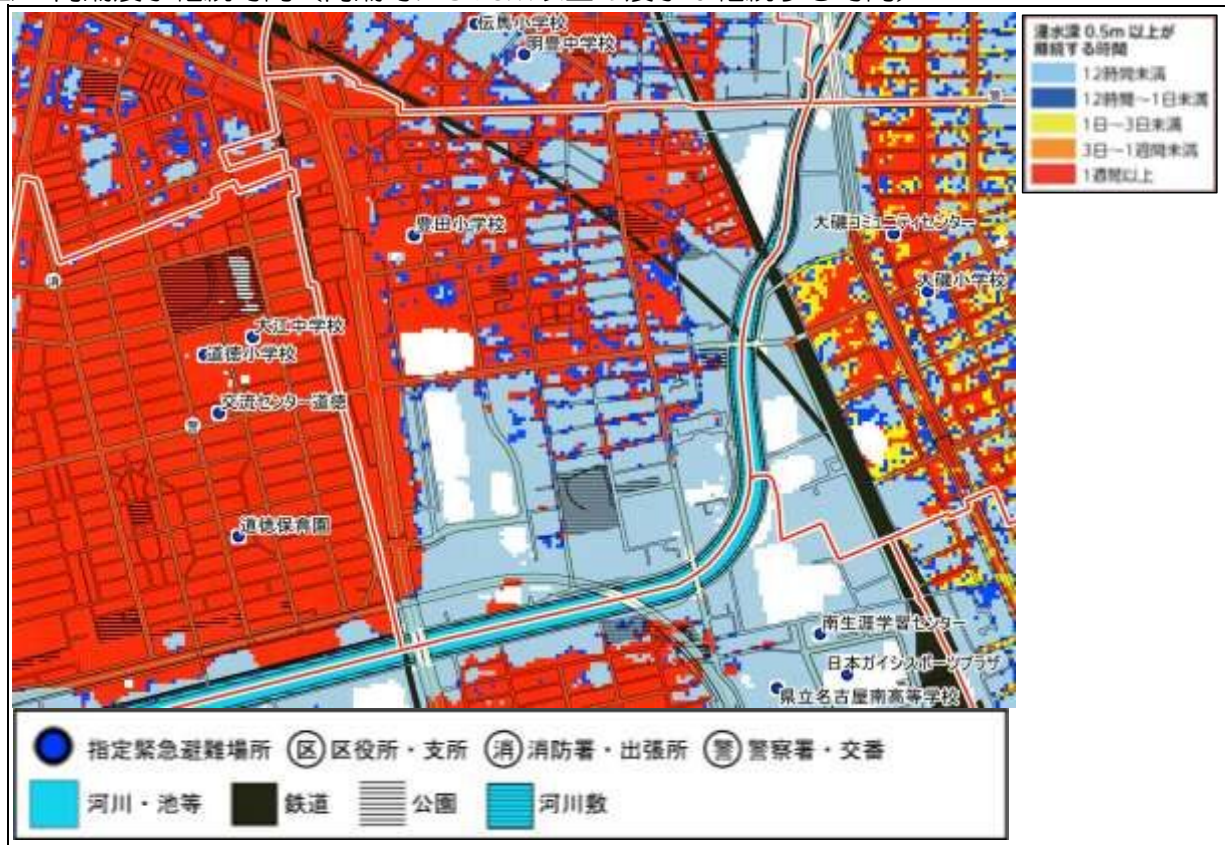 伝馬小学校
明豊中学校
浸水深 0.5m 以上が
継続する時間
12時間未満
12時間～1日未満
1日～3日未満
3日～1週間未満
1週間以上
警
豊田小学校
大磯コミュニティセンター
消
大磯小学校
大江中学校
道徳小学校
交流センター道徳
警
道徳保育園
南生涯学習センター
日本ガイシスポーツプラザ
県立名古屋南高等学校
指定緊急避難場所 区 区役所・支所 消 消防署・出張所 警 警察署・交番
河川・池等 鉄道 公園 河川敷